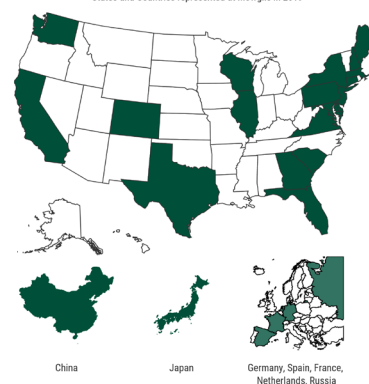 China
Japan
Germany, Spain, France,
Netherlands, Russia